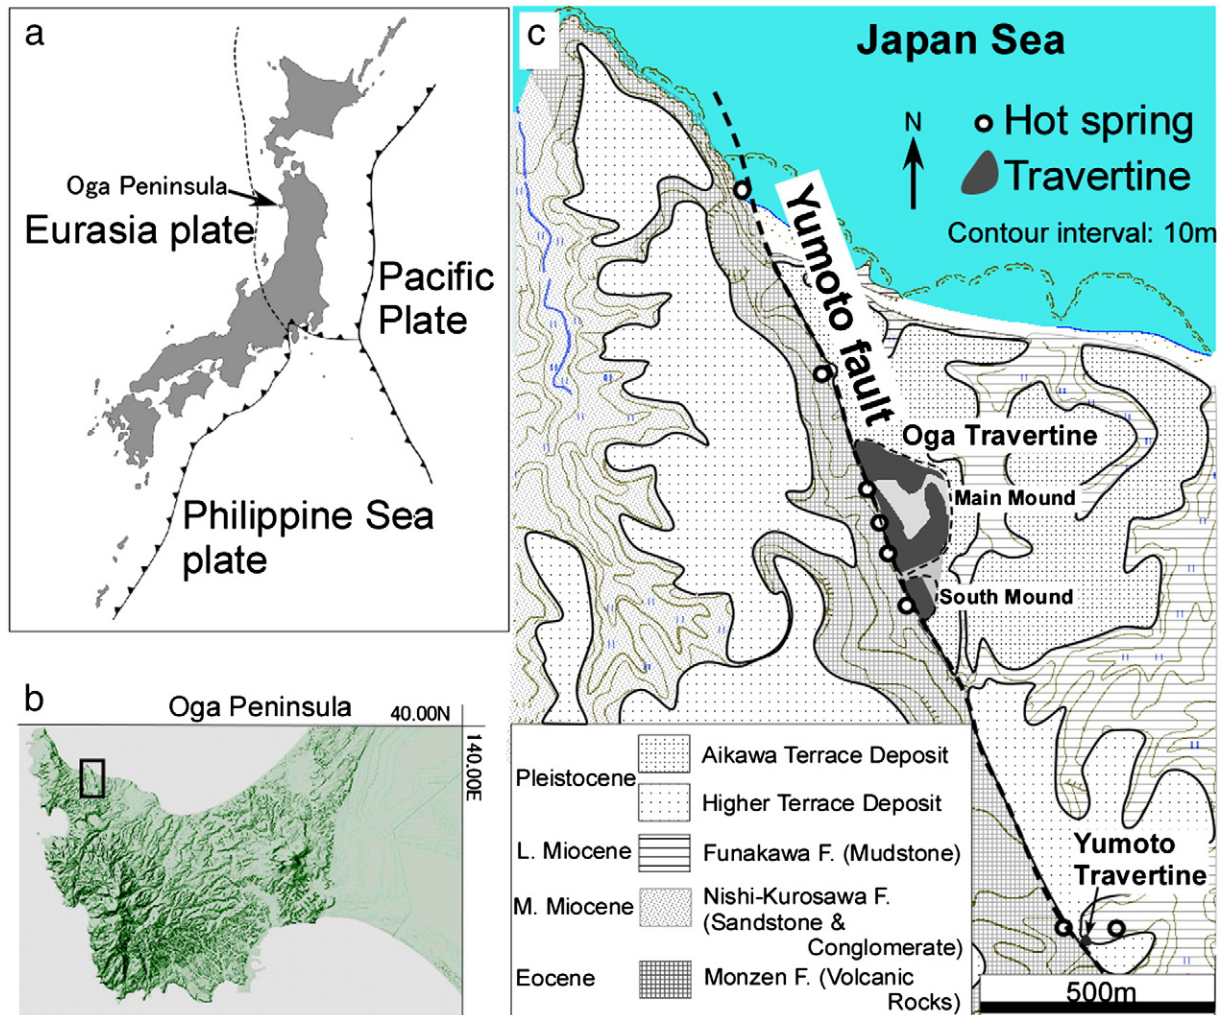 a
Oga Peninsula
Eurasia plate
Pacific
Plate
Philippine Sea
plate
b
Oga Peninsula
40.00N
140.00E
c
Japan Sea
N
Hot spring
Travertine
Contour interval: 10m
Yumoto fault
Oga Travertine
Main Mound
South Mound
Yumoto
Travertine
500m
Pleistocene
Aikawa Terrace Deposit
Higher Terrace Deposit
L. Miocene
Funakawa F. (Mudstone)
M. Miocene
Nishi-Kurosawa F.
(Sandstone &
Conglomerate)
Eocene
Monzen F. (Volcanic
Rocks)